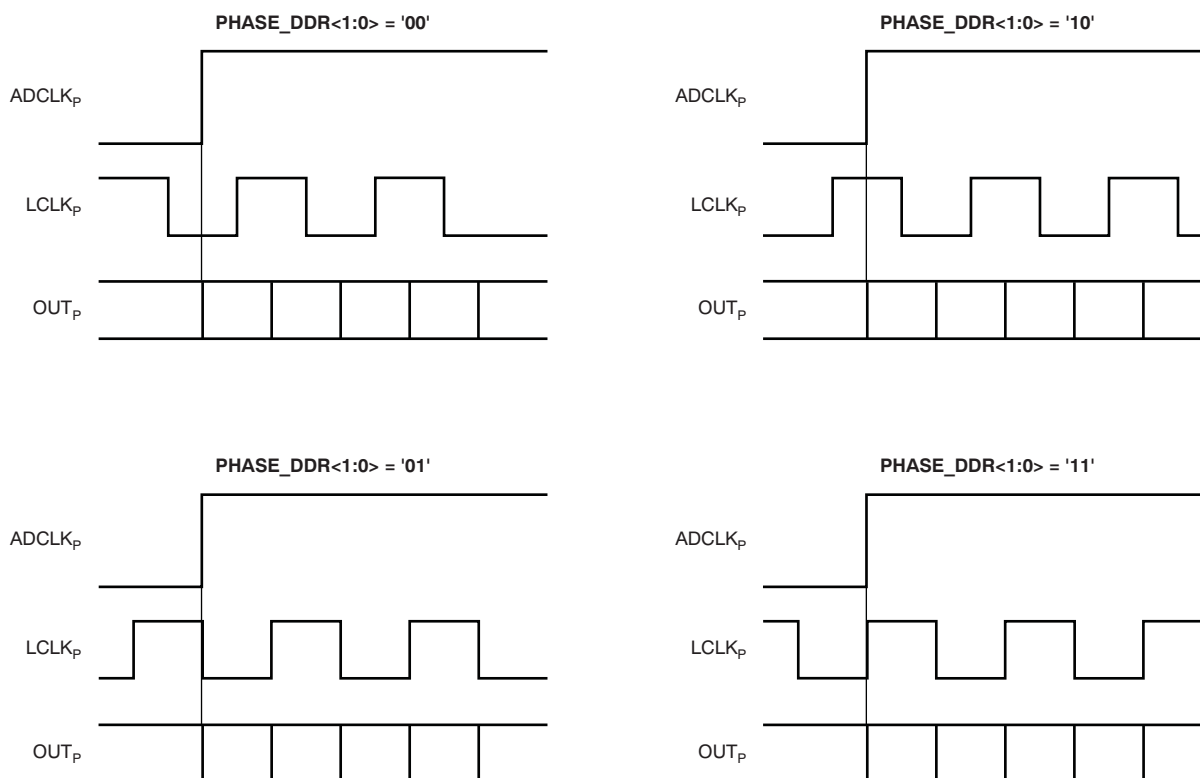 PHASE_DDR<1:0> = '00'
ADCLKP
LCLKP
OUTP
PHASE_DDR<1:0> = '10'
ADCLKP
LCLKP
OUTP
PHASE_DDR<1:0> = '01'
ADCLKP
LCLKP
OUTP
PHASE_DDR<1:0> = '11'
ADCLKP
LCLKP
OUTP